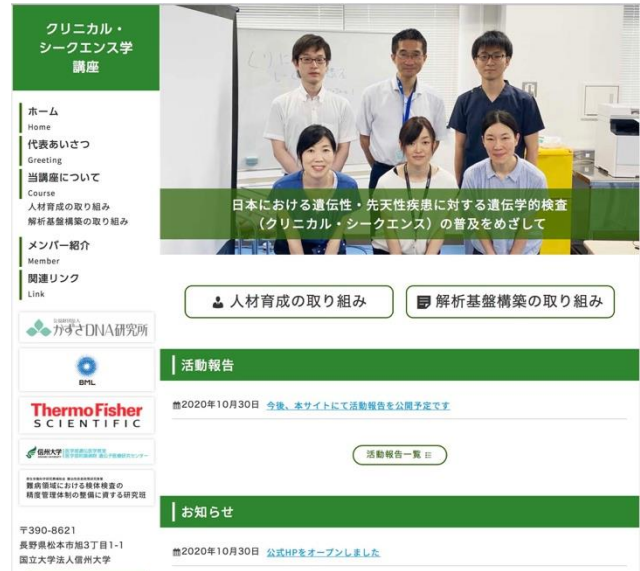 クリニカル・
シークエンス学
講座
ホーム
Home
代表あいさつ
Greeting
当講座について
Course
人材育成の取り組み
解析基盤構築の取り組み
メンバー紹介
Member
関連リンク
Link
かずさDNA研究所
BML
ThermoFisher
SCIENTIFIC
信州大学
難病領域における検体検査の
精度管理体制の整備に資する研究班
〒390-8621
長野県松本市旭3丁目1-1
国立大学法人信州大学
日本における遺伝性・先天性疾患に対する遺伝学的検査
（クリニカル・シークエンス）の普及をめざして
人材育成の取り組み
解析基盤構築の取り組み
活動報告
2020年10月30日 今後、本サイトにて活動報告を公開予定です
活動報告一覧
お知らせ
2020年10月30日 公式HPをオープンしました